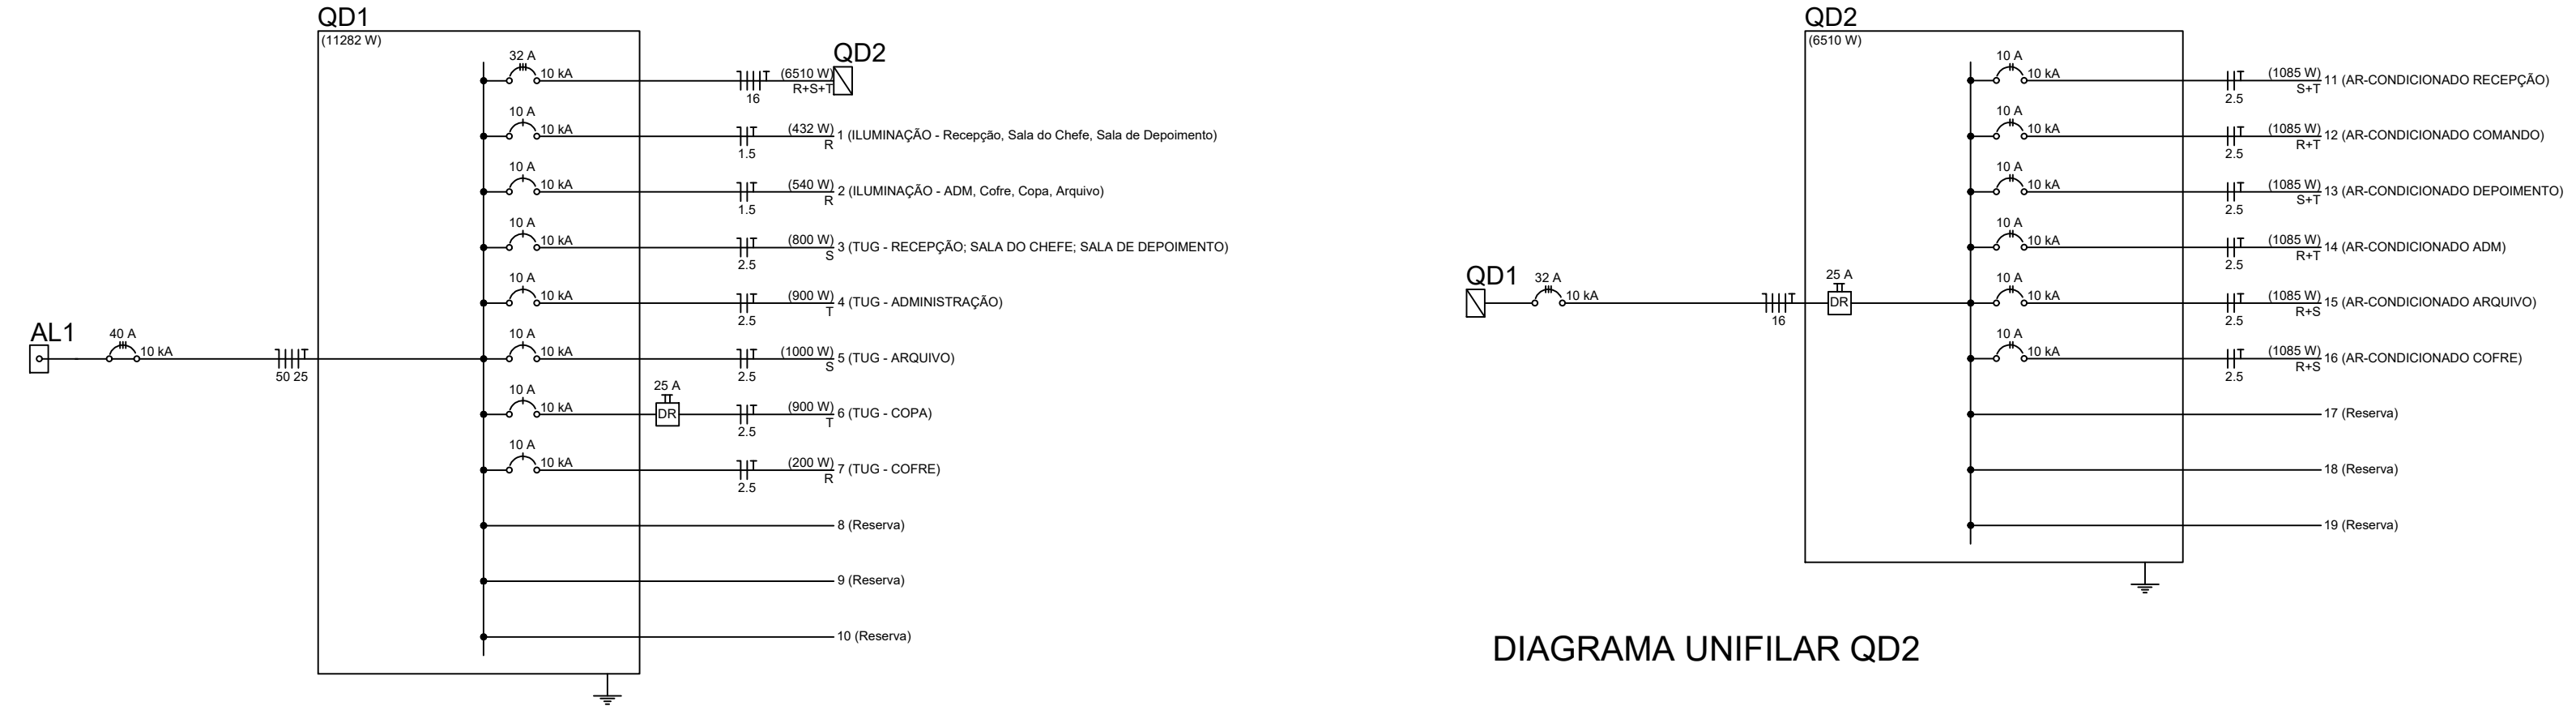 QD1
(11282 W)
32 A
10 kA
16
(6510 W)
R+S+T
QD2
10 A
10 kA
1.5
(432 W)
R
1 (ILUMINAÇÃO - Recepção, Sala do Chefe, Sala de Depoimento)
10 A
10 kA
1.5
(540 W)
R
2 (ILUMINAÇÃO - ADM, Cofre, Copa, Arquivo)
10 A
10 kA
2.5
(800 W)
S
3 (TUG - RECEPÇÃO; SALA DO CHEFE; SALA DE DEPOIMENTO)
10 A
10 kA
2.5
(900 W)
T
4 (TUG - ADMINISTRAÇÃO)
AL1
40 A
10 kA
50 25
10 A
10 kA
2.5
(1000 W)
S
5 (TUG - ARQUIVO)
10 A
10 kA
25 A
DR
2.5
(900 W)
T
6 (TUG - COPA)
10 A
10 kA
2.5
(200 W)
R
7 (TUG - COFRE)
8 (Reserva)
9 (Reserva)
10 (Reserva)
QD2
(6510 W)
10 A
10 kA
2.5
(1085 W)
S+T
11 (AR-CONDICIONADO RECEPÇÃO)
10 A
10 kA
2.5
(1085 W)
R+T
12 (AR-CONDICIONADO COMANDO)
10 A
10 kA
2.5
(1085 W)
S+T
13 (AR-CONDICIONADO DEPOIMENTO)
10 A
10 kA
2.5
(1085 W)
R+T
14 (AR-CONDICIONADO ADM)
QD1
32 A
10 kA
16
25 A
DR
10 A
10 kA
2.5
(1085 W)
R+S
15 (AR-CONDICIONADO ARQUIVO)
10 A
10 kA
2.5
(1085 W)
R+S
16 (AR-CONDICIONADO COFRE)
17 (Reserva)
18 (Reserva)
19 (Reserva)
DIAGRAMA UNIFILAR QD2